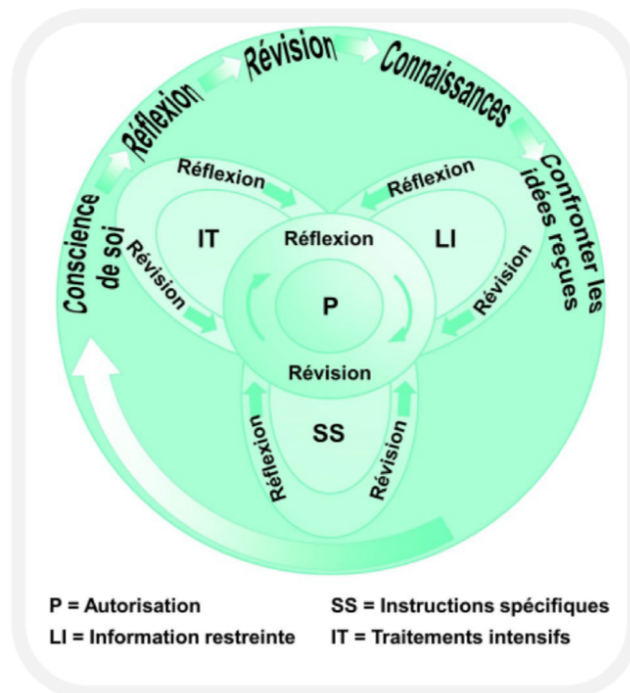 Conscience
de soi
Réflexion
Révision
Connaissances
Confronter les
idées reçues
Réflexion
Réflexion
IT
Réflexion
LI
Révision
P
Révision
Révision
SS
Réflexion
Révision
P = Autorisation
SS = Instructions spécifiques
LI = Information restreinte
IT = Traitements intensifs